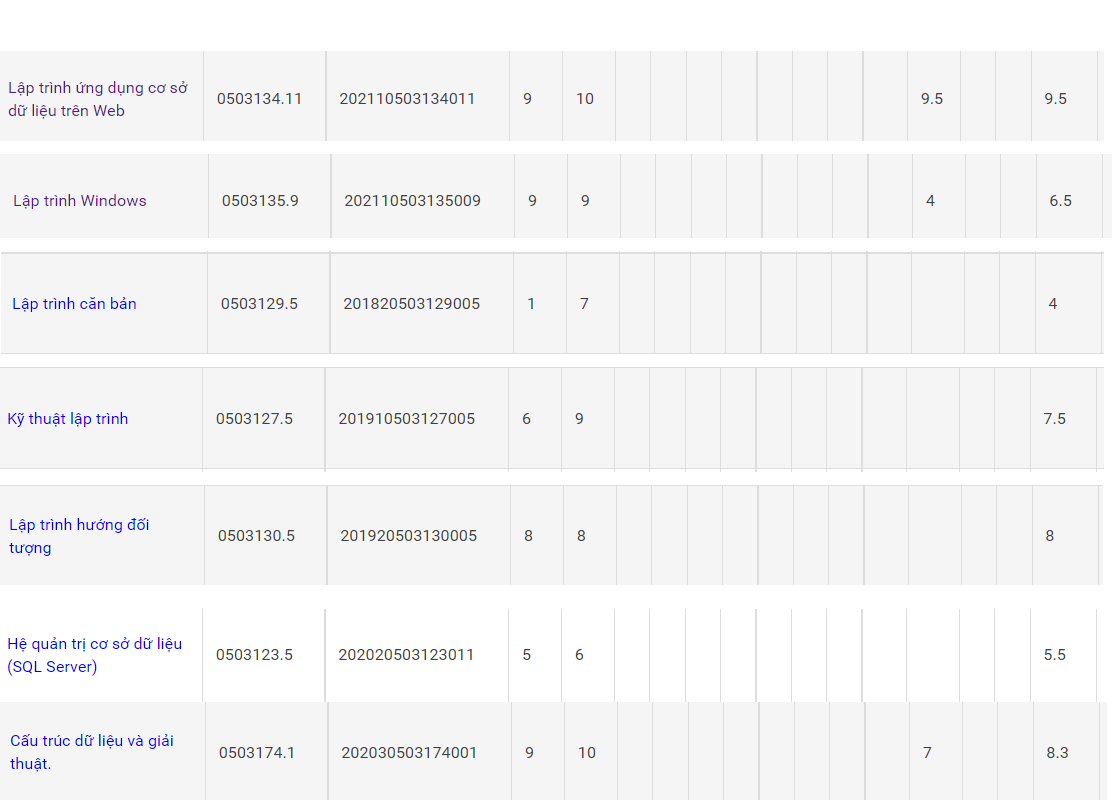 Lập trình ứng dụng cơ sở
dữ liệu trên Web
0503134.11 202110503134011 9 10 9.5 9.5
Lập trình Windows 0503135.9 202110503135009 9 9 4 6.5
Lập trình căn bản 0503129.5 201820503129005 1 7 4
Kỹ thuật lập trình 0503127.5 201910503127005 6 9 7.5
Lập trình hướng đối
tượng
0503130.5 201920503130005 8 8 8
Hệ quản trị cơ sở dữ liệu
(SQL Server)
0503123.5 202020503123011 5 6 5.5
Cấu trúc dữ liệu và giải
thuật.
0503174.1 202030503174001 9 10 7 8.3